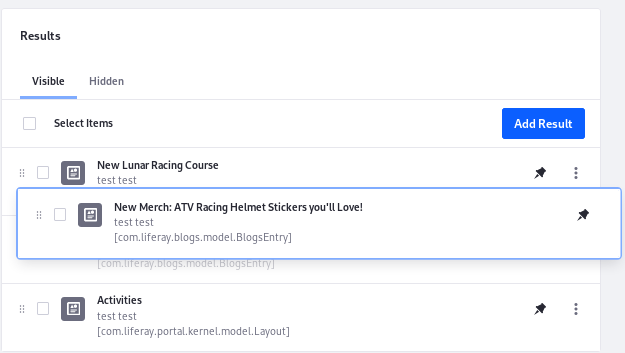 Results
Visible
Hidden
Select Items
Add Result
New Lunar Racing Course
test test
New Merch: ATV Racing Helmet Stickers you'll Love!
test test
[com.liferay.blogs.model.BlogsEntry]
[com.liferay.blogs.model.BlogsEntry]
Activities
test test
[com.liferay.portal.kernel.model.Layout]